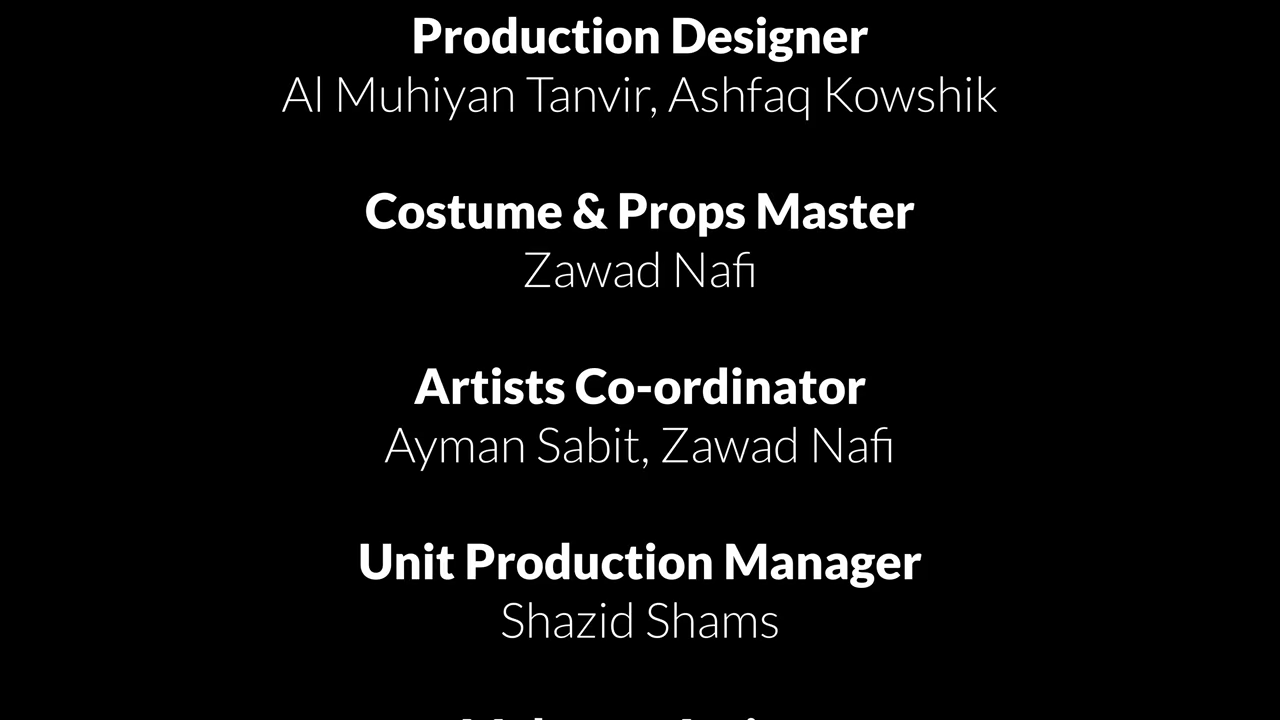 Production Designer
Al Muhiyan Tanvir, Ashfaq Kowshik
Costume & Props Master
Zawad Nafi
Artists Co-ordinator
Ayman Sabit, Zawad Nafi
Unit Production Manager
Shazid Shams